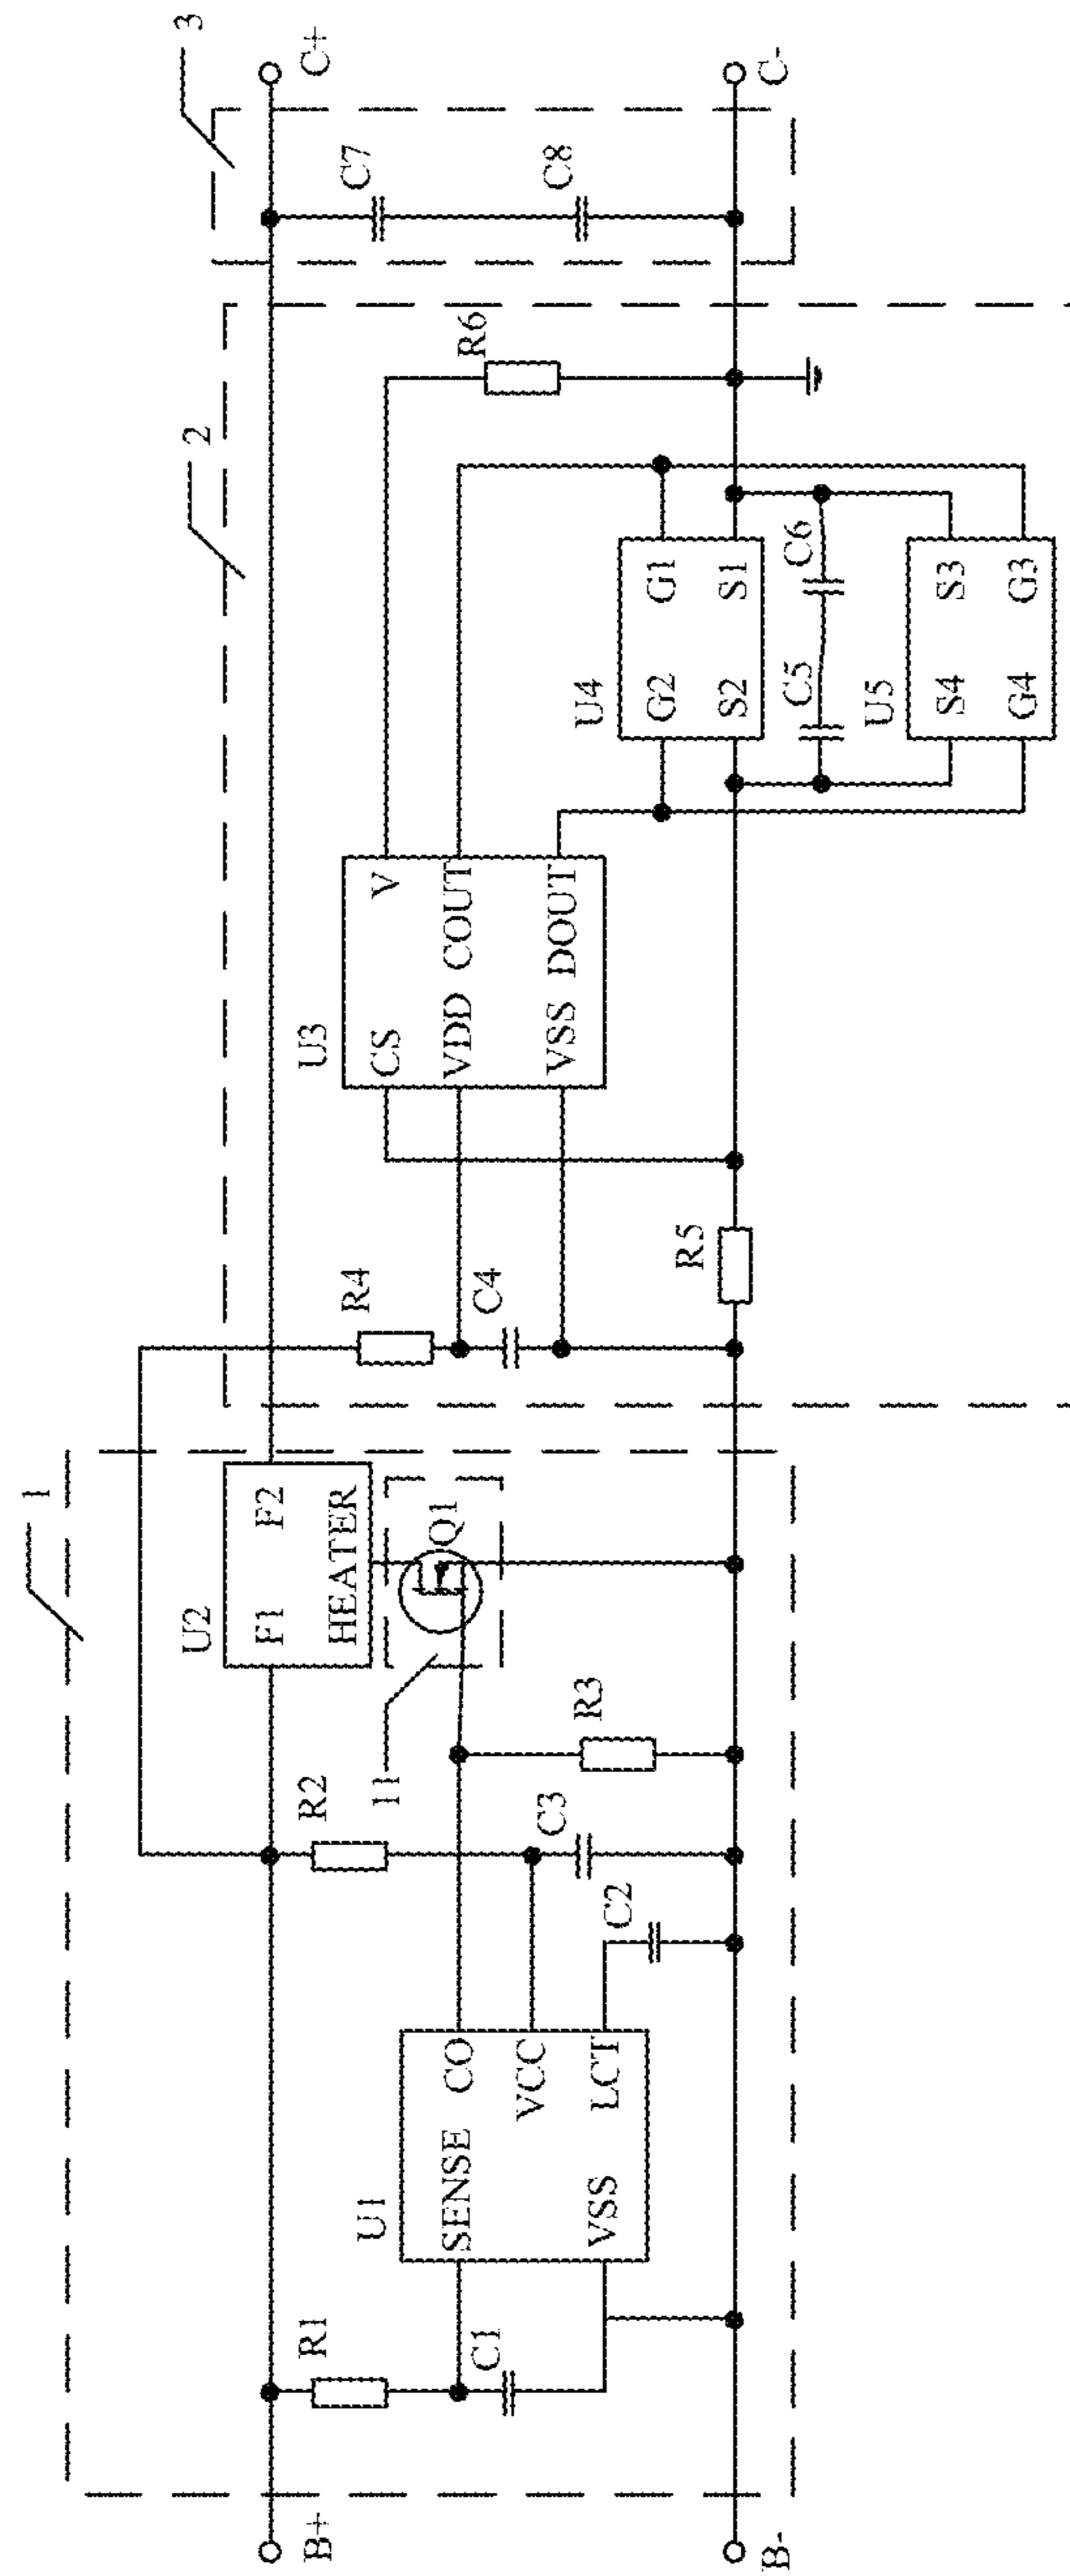 1
2
3
B+
B-
C+
C-
R1
C1
U1
SENSE
CO
VCC
VSS
LCT
C2
R2
C3
R3
11
U2
F1
F2
HEATER
Q1
R4
C4
R5
U3
CS
V
VDD
COUT
VSS
DOUT
U4
G2
G1
S2
S1
C5
C6
U5
S4
S3
G4
G3
R6
C7
C8